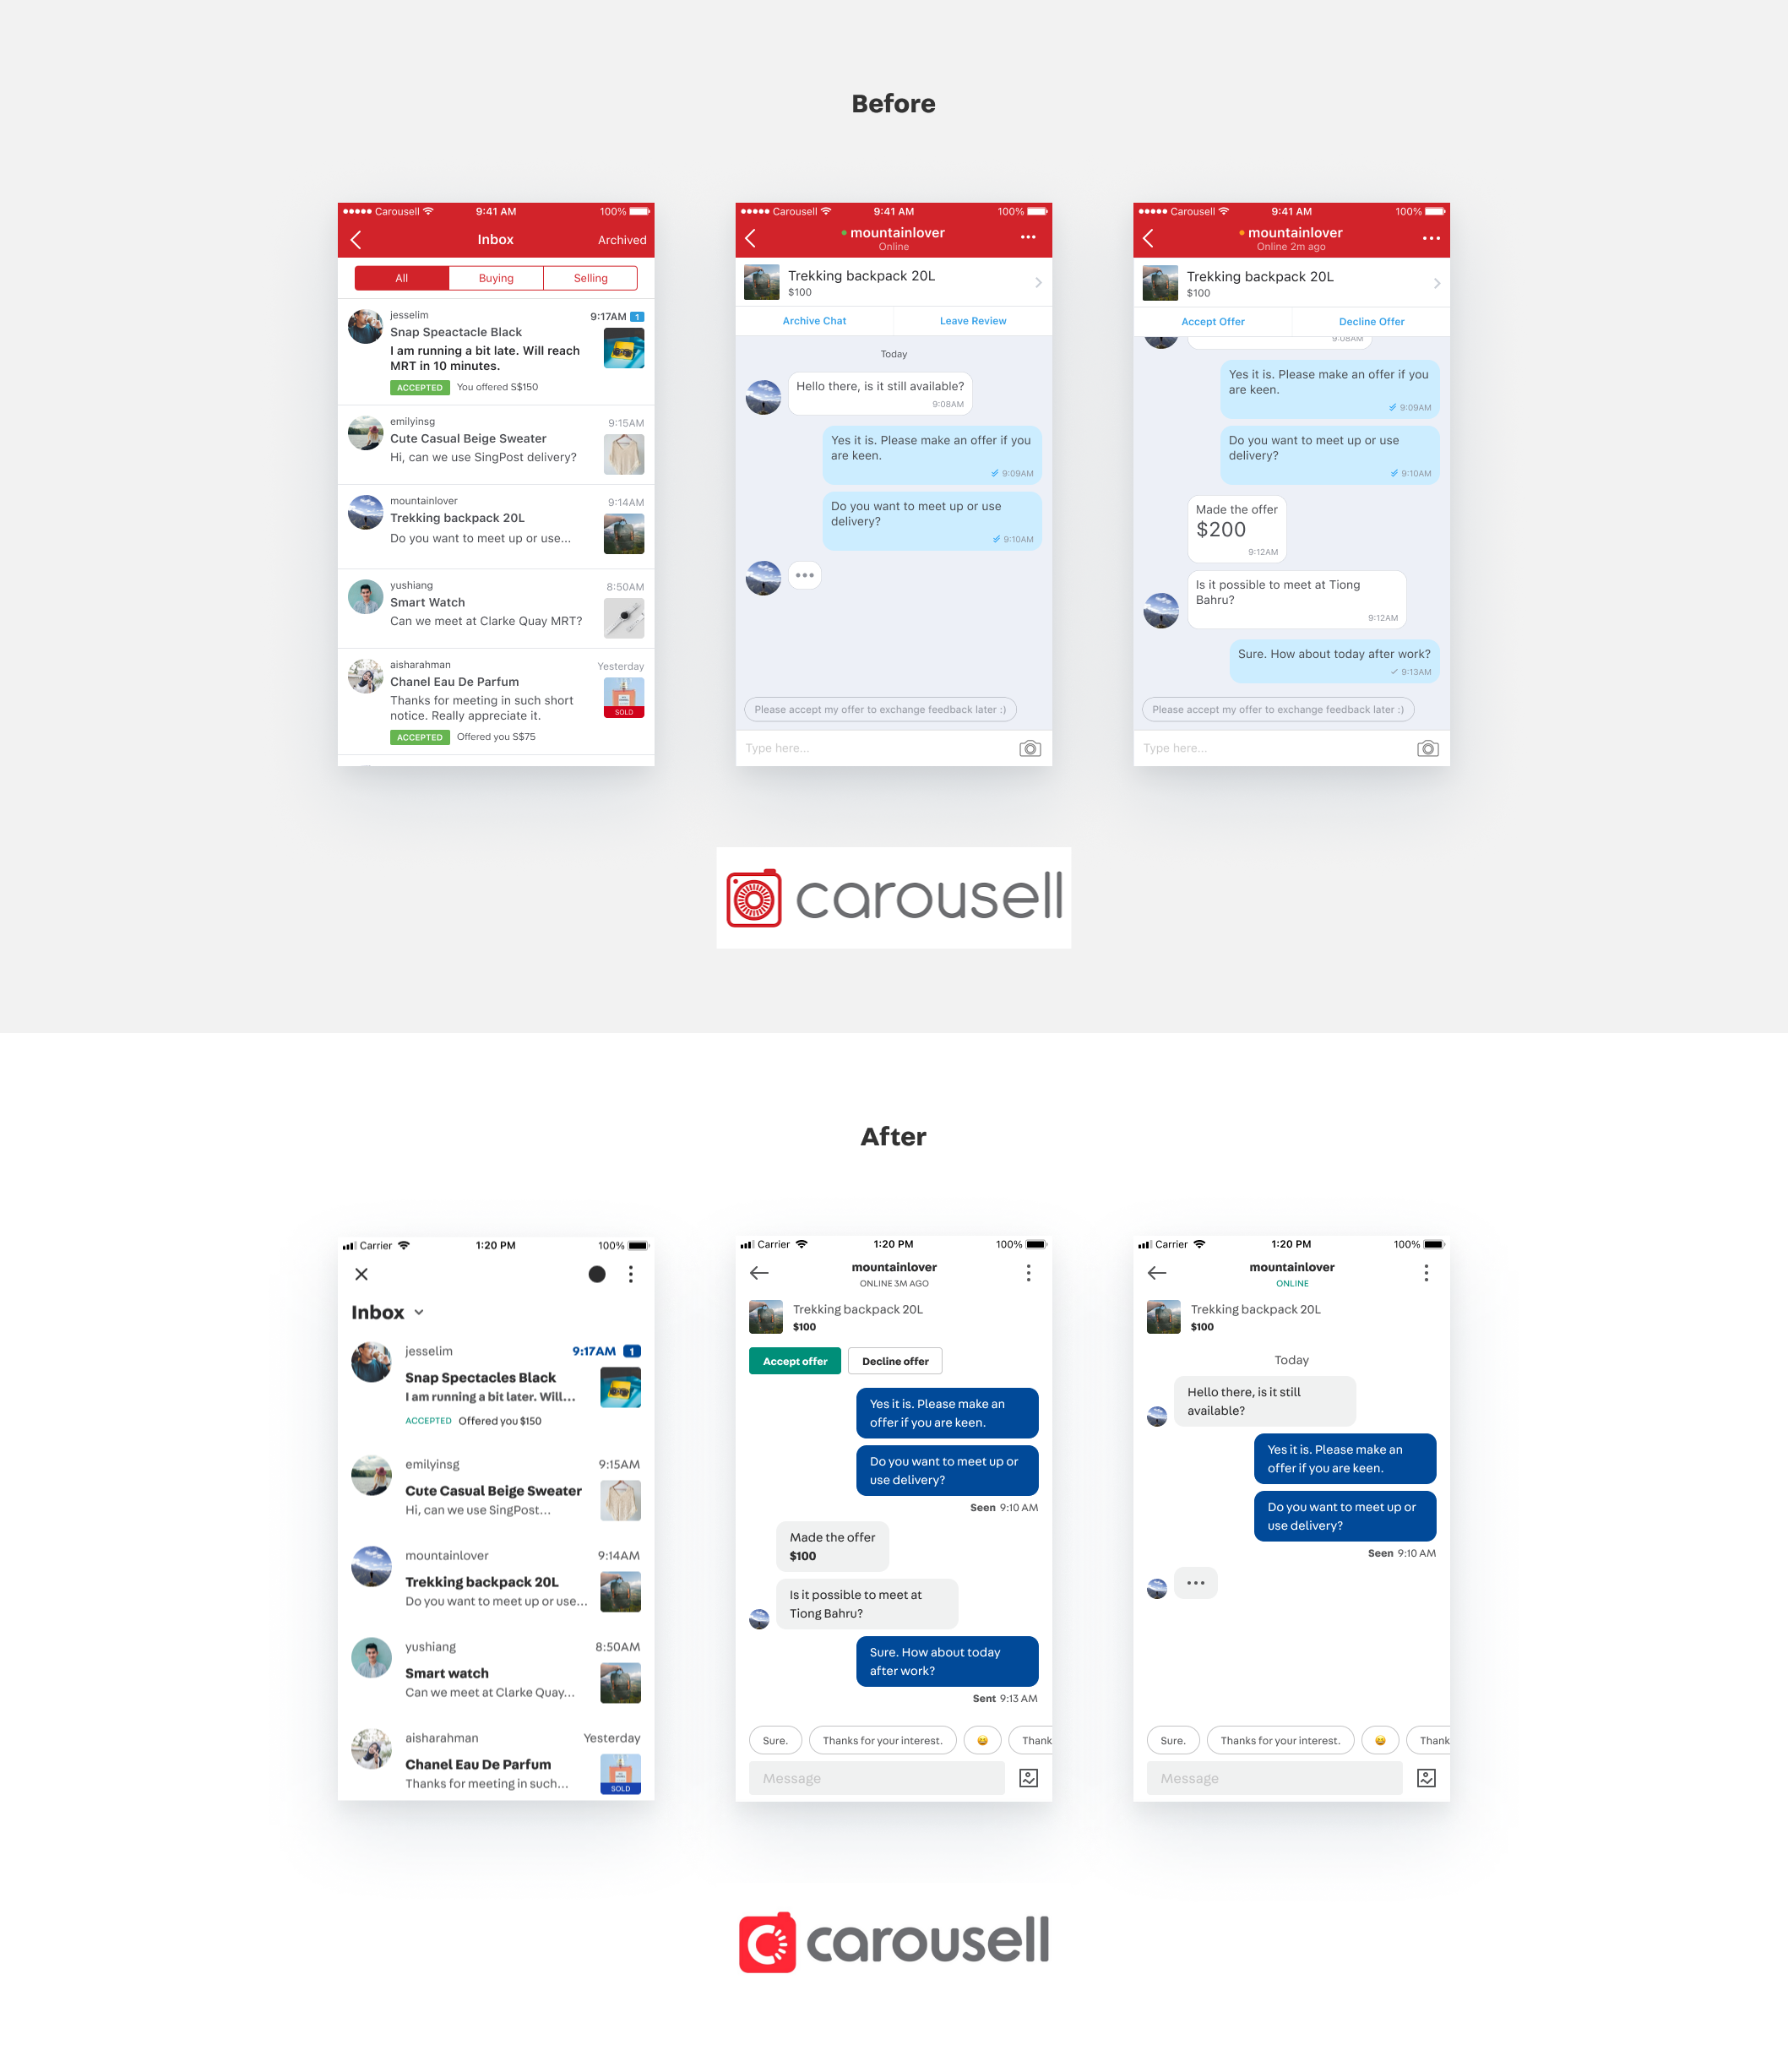 Before
Carousell 9:41 AM 100%
Inbox Archived
All Buying Selling
jesselim 9:17AM 1
Snap Speactacle Black
I am running a bit late. Will reach
MRT in 10 minutes.
ACCEPTED You offered S$150
emilyinsg 9:15AM
Cute Casual Beige Sweater
Hi, can we use SingPost delivery?
mountainlover 9:14AM
Trekking backpack 20L
Do you want to meet up or use...
yushiang 8:50AM
Smart Watch
Can we meet at Clarke Quay MRT?
aisharahman Yesterday
Chanel Eau De Parfum
Thanks for meeting in such short
notice. Really appreciate it.
SOLD
ACCEPTED Offered you S$75
Carousell 9:41 AM 100%
mountainlover
Online
Trekking backpack 20L
$100
Archive Chat Leave Review
Today
Hello there, is it still available?
9:08AM
Yes it is. Please make an offer if you
are keen.
9:09AM
Do you want to meet up or use
delivery?
9:10AM
Please accept my offer to exchange feedback later :)
Type here...
Carousell 9:41 AM 100%
mountainlover
Online 2m ago
Trekking backpack 20L
$100
Accept Offer Decline Offer
9:08AM
Yes it is. Please make an offer if you
are keen.
9:09AM
Do you want to meet up or use
delivery?
9:10AM
Made the offer
$200
9:12AM
Is it possible to meet at Tiong
Bahru?
9:12AM
Sure. How about today after work?
9:13AM
Please accept my offer to exchange feedback later :)
Type here...
carousell
After
Carrier 1:20 PM 100%
Inbox
jesselim 9:17AM 1
Snap Spectacles Black
I am running a bit later. Will...
ACCEPTED Offered you $150
emilyinsg 9:15AM
Cute Casual Beige Sweater
Hi, can we use SingPost...
mountainlover 9:14AM
Trekking backpack 20L
Do you want to meet up or use...
yushiang 8:50AM
Smart watch
Can we meet at Clarke Quay...
aisharahman Yesterday
Chanel Eau De Parfum
Thanks for meeting in such...
SOLD
Carrier 1:20 PM 100%
mountainlover
ONLINE 3M AGO
Trekking backpack 20L
$100
Accept offer Decline offer
Yes it is. Please make an
offer if you are keen.
Do you want to meet up or
use delivery?
Seen 9:10 AM
Made the offer
$100
Is it possible to meet at
Tiong Bahru?
Sure. How about today
after work?
Sent 9:13 AM
Sure. Thanks for your interest. Thank
Message
Carrier 1:20 PM 100%
mountainlover
ONLINE
Trekking backpack 20L
$100
Today
Hello there, is it still
available?
Yes it is. Please make an
offer if you are keen.
Do you want to meet up or
use delivery?
Seen 9:10 AM
Sure. Thanks for your interest. Thank
Message
carousell